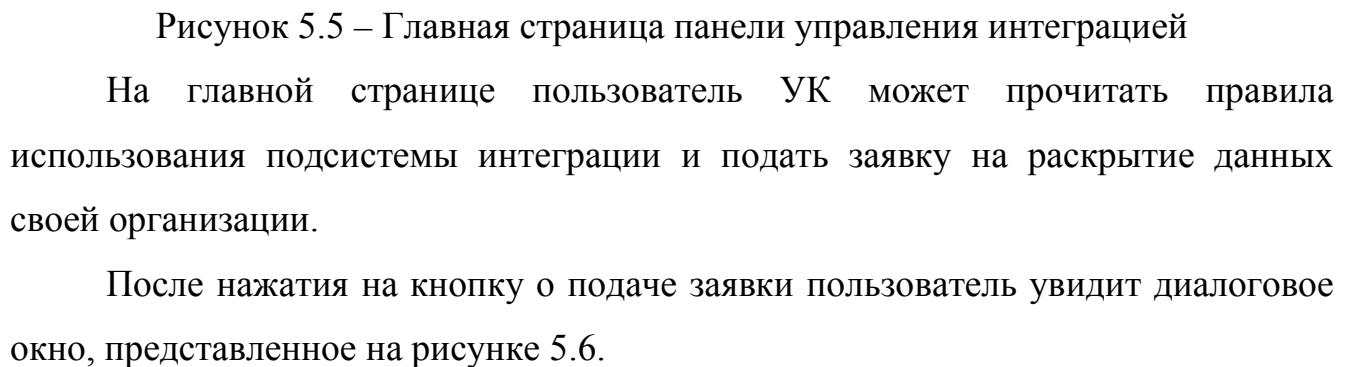 Рисунок 5.5 – Главная страница панели управления интеграцией
На главной странице пользователь УК может прочитать правила
использования подсистемы интеграции и подать заявку на раскрытие данных
своей организации.
После нажатия на кнопку о подаче заявки пользователь увидит диалоговое
окно, представленное на рисунке 5.6.